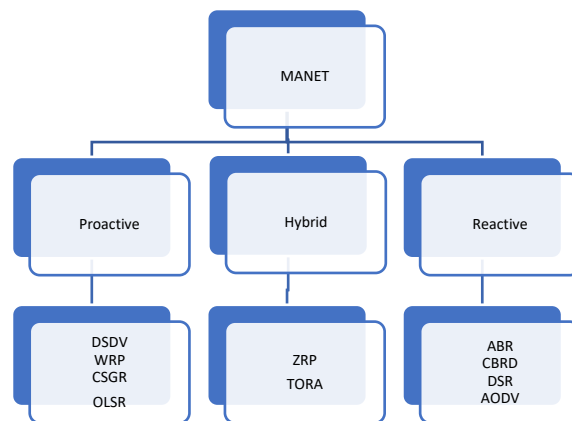 MANET
Proactive
Hybrid
Reactive
DSDV
WRP
CSGR
OLSR
ZRP
TORA
ABR
CBRD
DSR
AODV